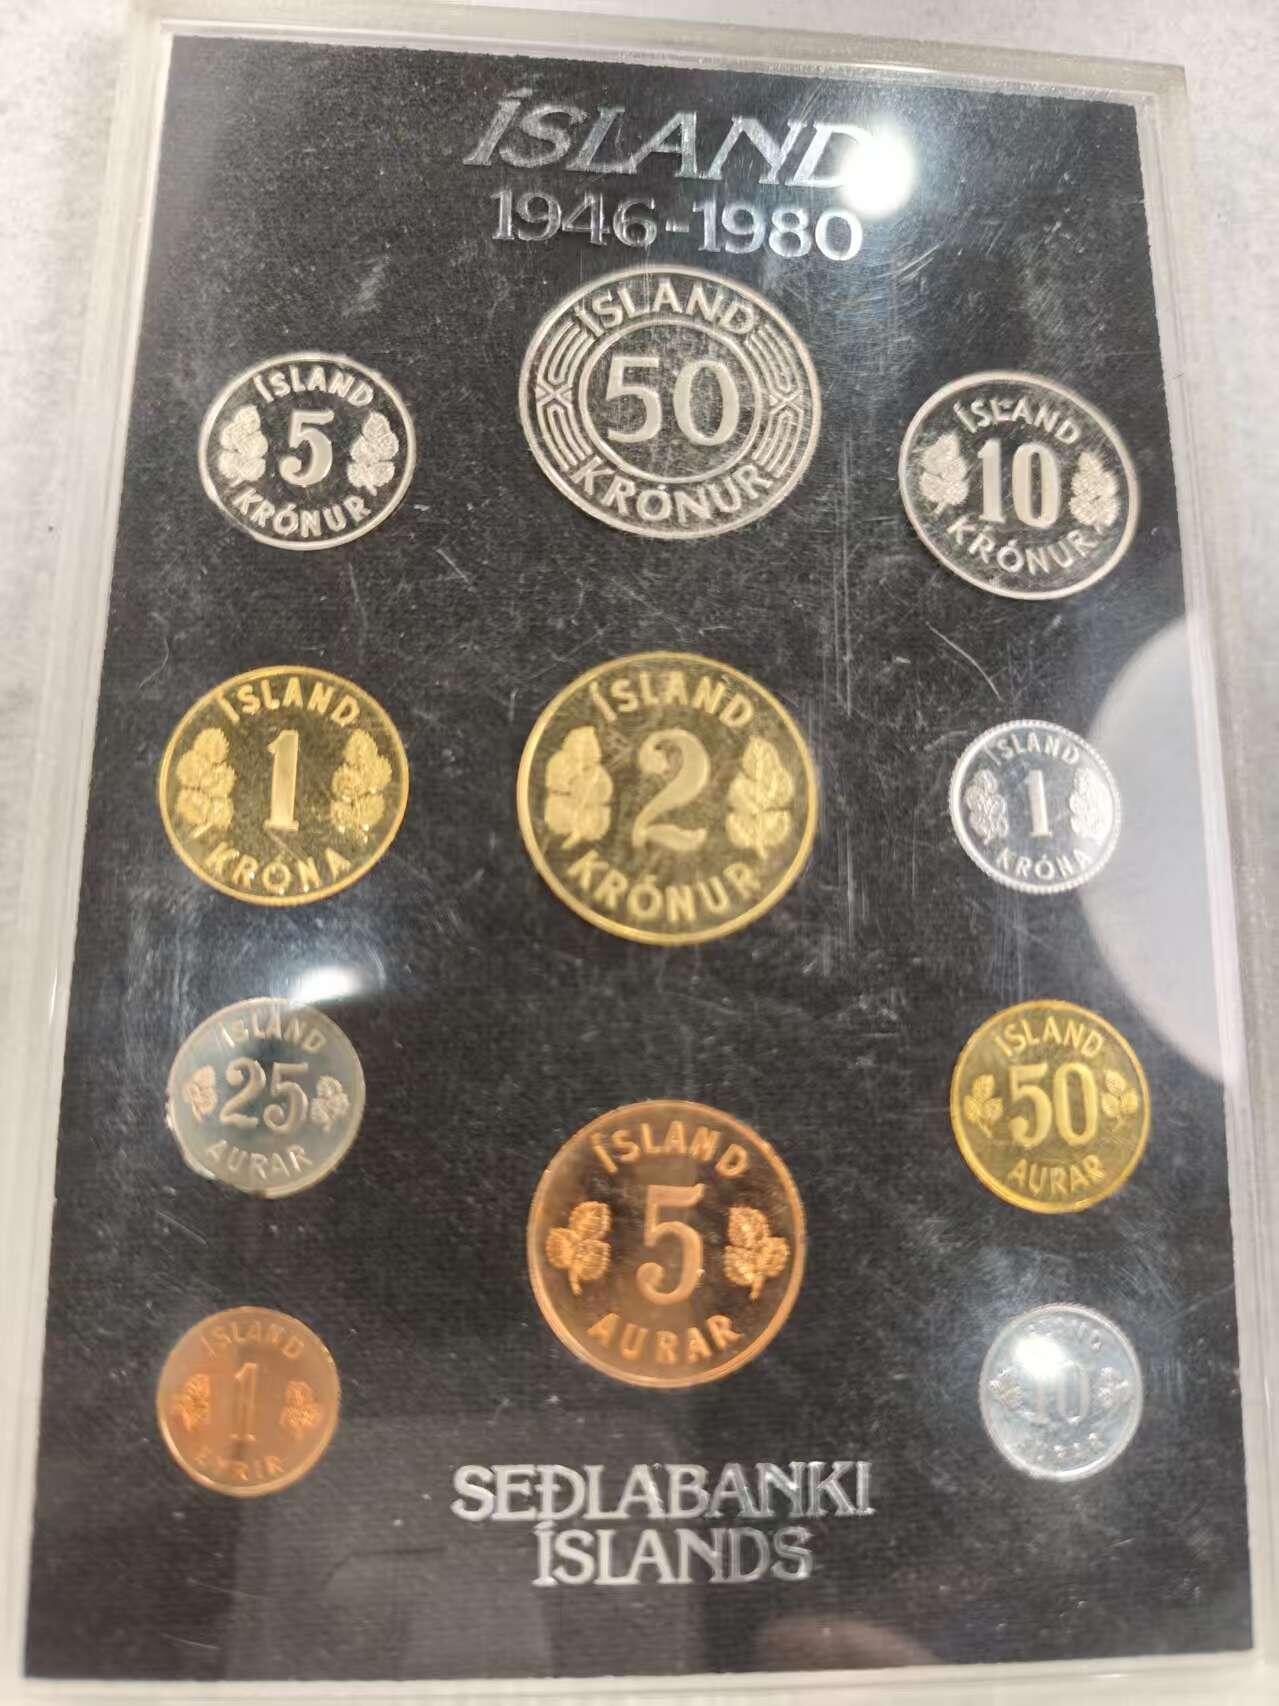 ÍSLAND
1946-1980
ÍSLAND
5
KRÓNUR
ÍSLAND
50
KRÓNUR
ÍSLAND
10
KRÓNUR
ÍSLAND
1
KRÓNA
ÍSLAND
2
KRÓNUR
ÍSLAND
1
KRÓNA
ÍSLAND
25
AURAR
ÍSLAND
5
AURAR
ÍSLAND
50
AURAR
ÍSLAND
1
EYRIR
10
AURAR
SEÐLABANKI
ÍSLANDS